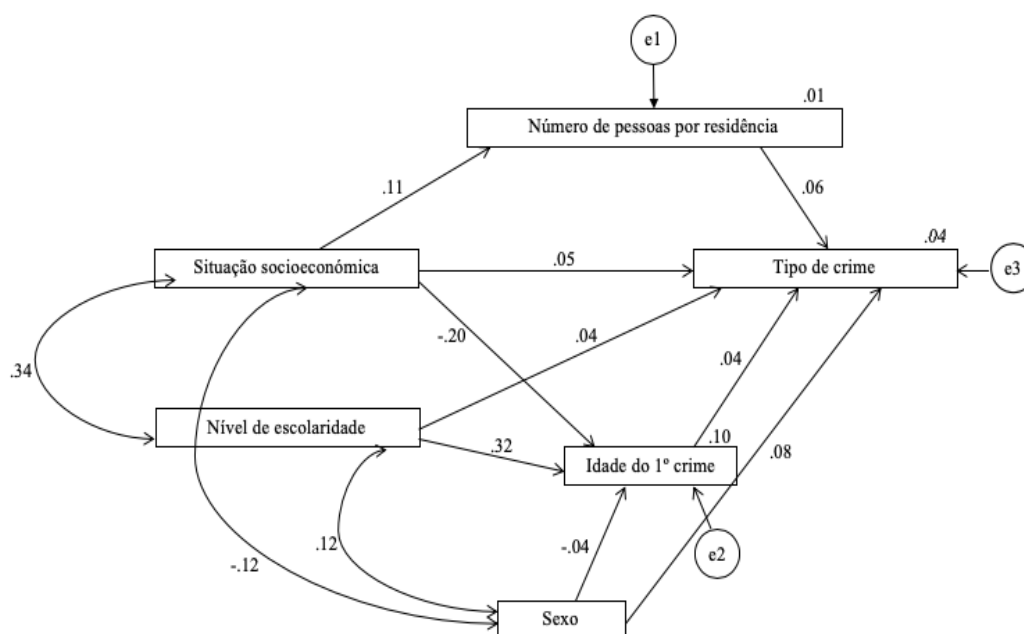 e1
.01
Número de pessoas por residência
.11
.06
.04
Situação socioeconómica
.05
Tipo de crime
e3
-.20
.04
.04
.34
Nível de escolaridade
.32
.10
.08
Idade do 1º crime
.12
-.04
e2
-.12
Sexo